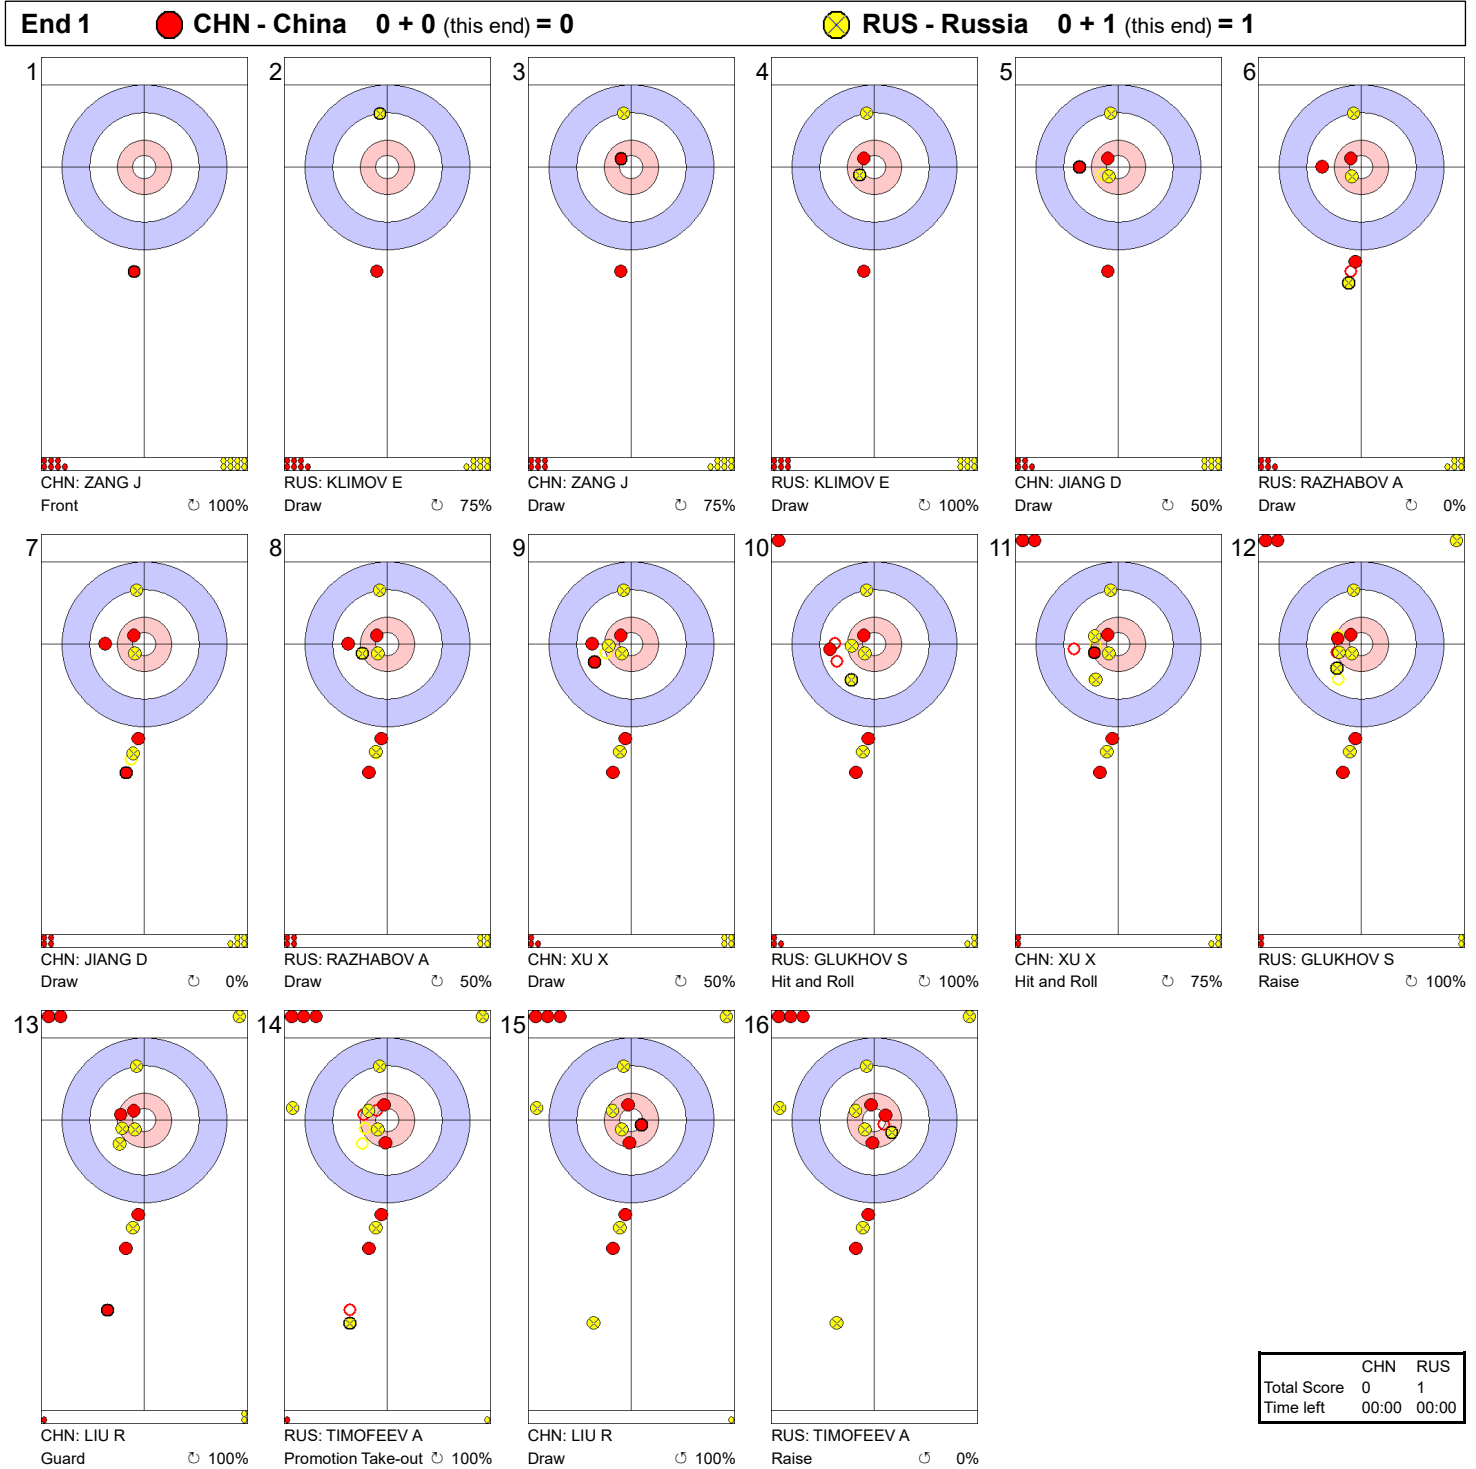 End 1 CHN - China 0 + 0 (this end) = 0 RUS - Russia 0 + 1 (this end) = 1
1 2 3 4 5 6
CHN: ZANG J RUS: KLIMOV E CHN: ZANG J RUS: KLIMOV E CHN: JIANG D RUS: RAZHABOV A
Front ↻ 100% Draw ↻ 75% Draw ↻ 75% Draw ↻ 100% Draw ↻ 50% Draw ↻ 0%
7 8 9 10 11 12
CHN: JIANG D RUS: RAZHABOV A CHN: XU X RUS: GLUKHOV S CHN: XU X RUS: GLUKHOV S
Draw ↻ 0% Draw ↻ 50% Draw ↻ 50% Hit and Roll ↻ 100% Hit and Roll ↻ 75% Raise ↻ 100%
13 14 15 16
CHN: LIU R RUS: TIMOFEEV A CHN: LIU R RUS: TIMOFEEV A
Guard ↻ 100% Promotion Take-out ↻ 100% Draw ↺ 100% Raise ↺ 0%
CHN RUS
Total Score 0 1
Time left 00:00 00:00